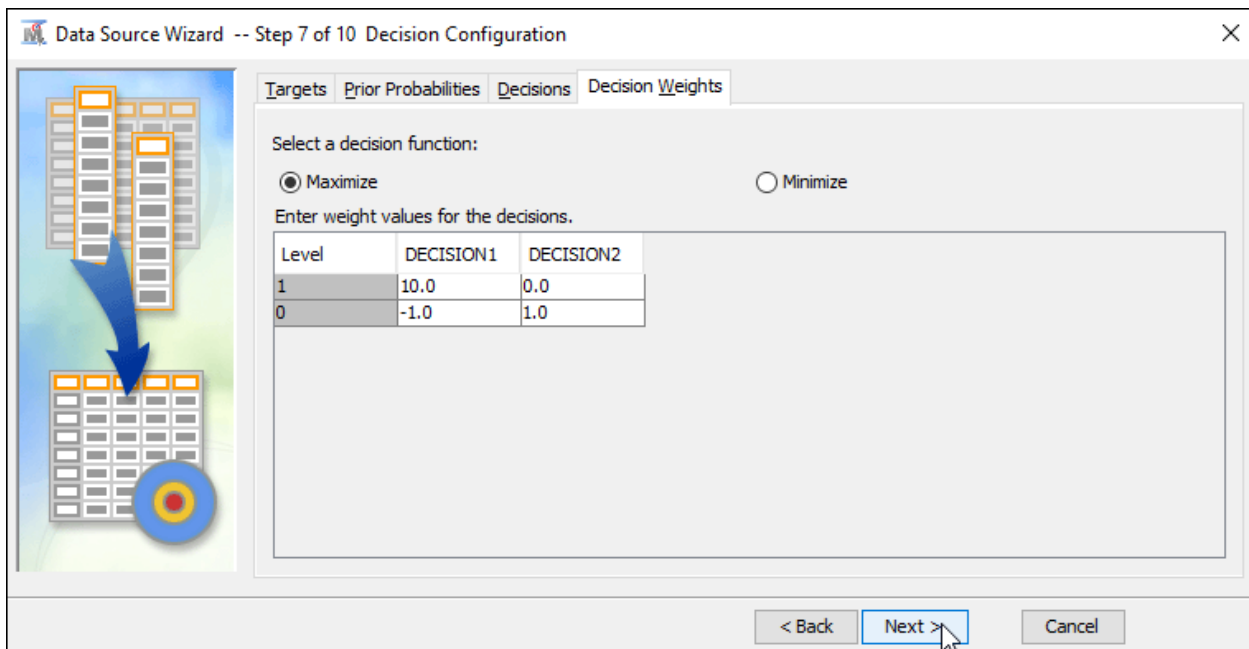 Data Source Wizard -- Step 7 of 10 Decision Configuration
Targets Prior Probabilities Decisions Decision Weights
Select a decision function:
Maximize Minimize
Enter weight values for the decisions.
Level DECISION1 DECISION2
1 10.0 0.0
0 -1.0 1.0
< Back Next > Cancel